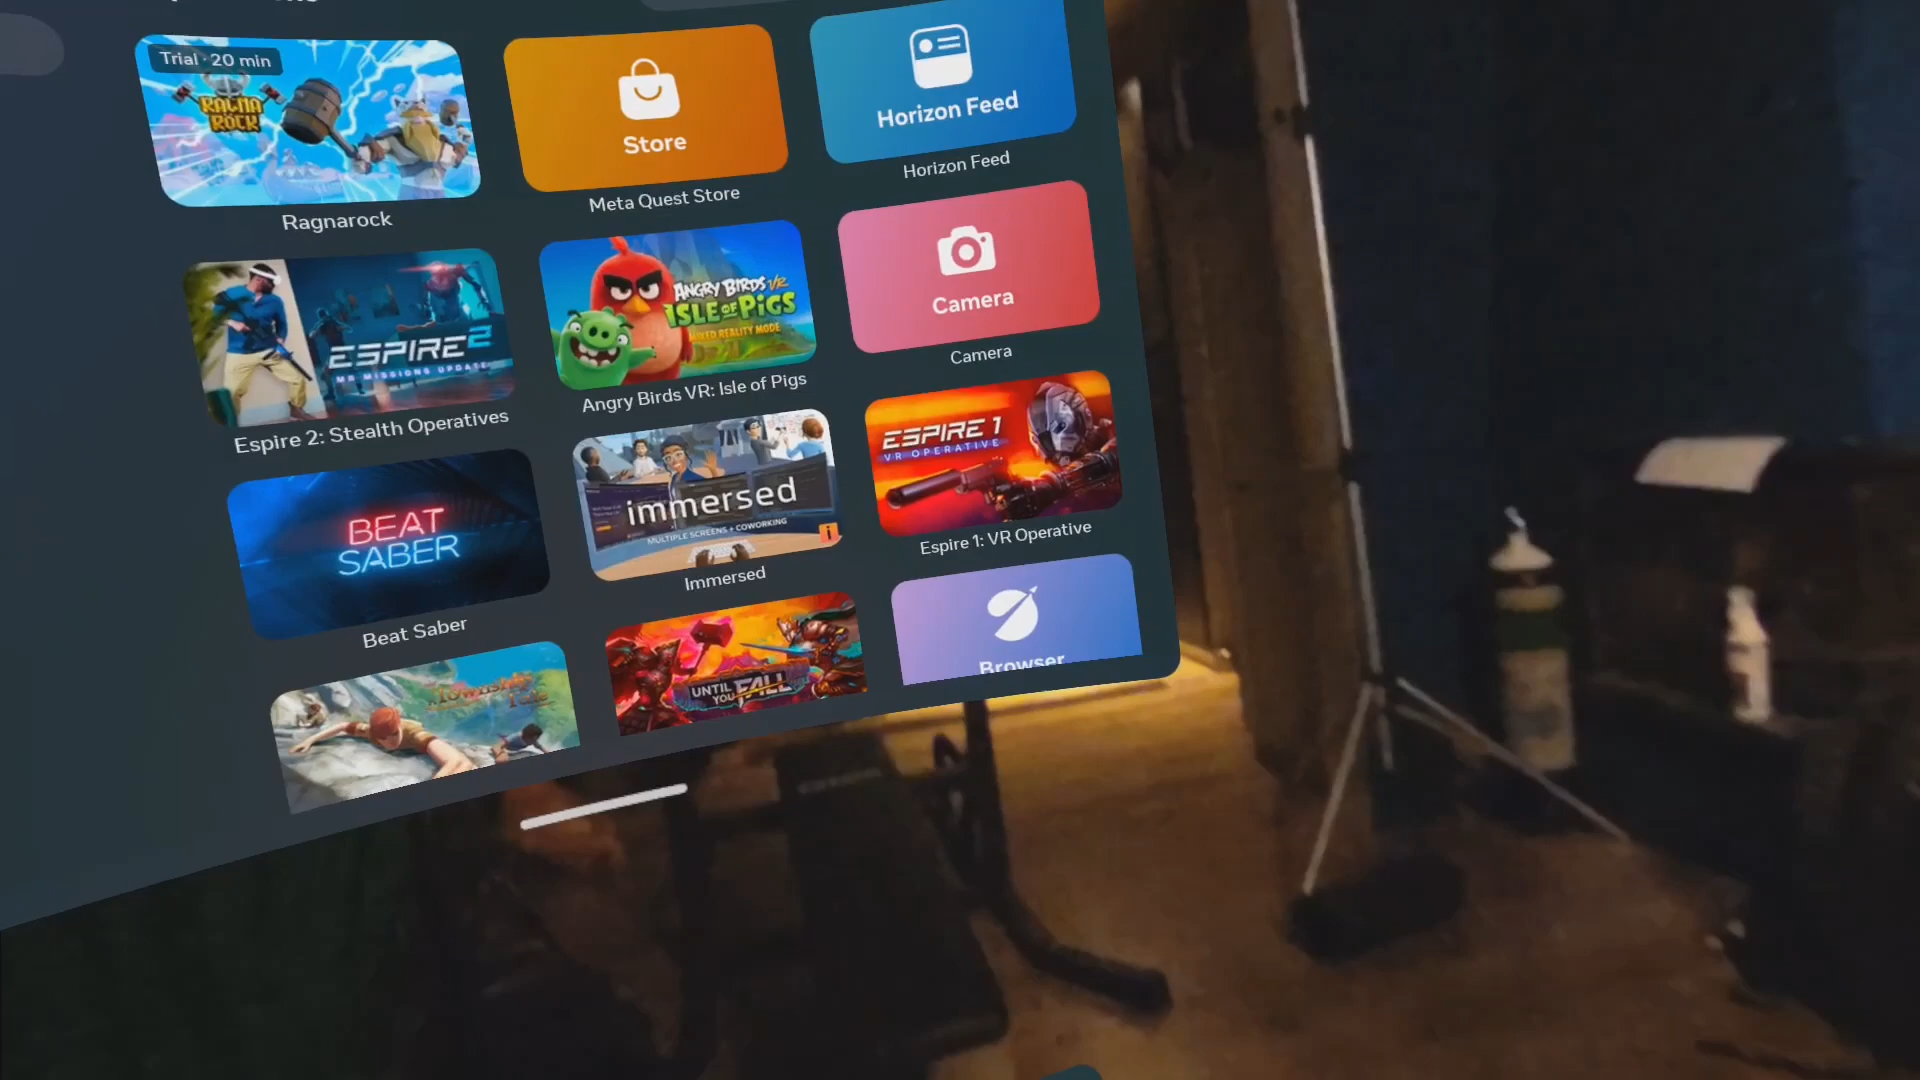 Trial · 20 min
RAGNA
ROCK
Ragnarock
Store
Meta Quest Store
Horizon Feed
Horizon Feed
ESPIRE 2
MR MISSIONS UPDATE
Espire 2: Stealth Operatives
ANGRY BIRDS VR
ISLE OF PIGS
MIXED REALITY MODE
Angry Birds VR: Isle of Pigs
Camera
Camera
BEAT
SABER
Beat Saber
immersed
MULTIPLE SCREENS + COWORKING
Immersed
ESPIRE 1
VR OPERATIVE
Espire 1: VR Operative
Township
Tale
UNTIL
YOU FALL
Browser